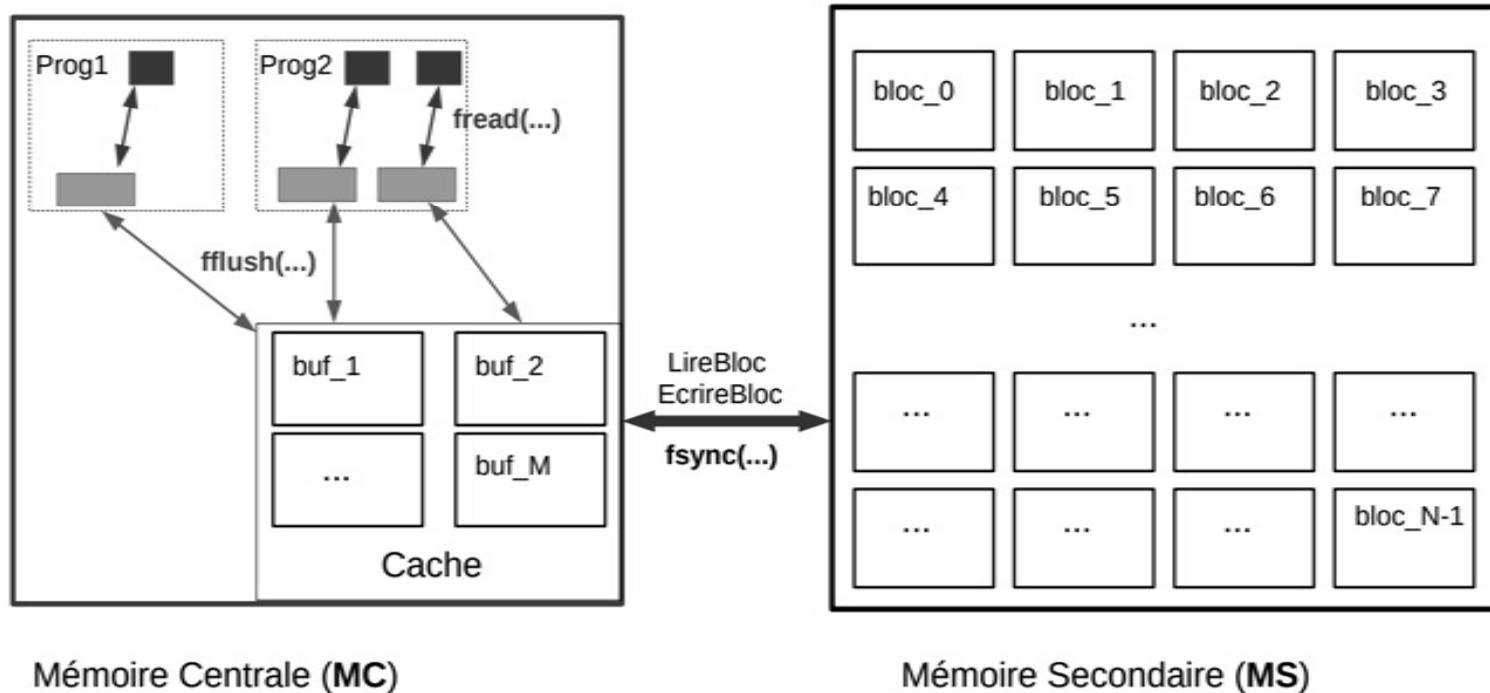 Prog1
Prog2
fread(...)
fflush(...)
buf_1
buf_2
...
buf_M
Cache
LireBloc
EcrireBloc
fsync(...)
bloc_0
bloc_1
bloc_2
bloc_3
bloc_4
bloc_5
bloc_6
bloc_7
...
...
...
...
...
...
...
...
bloc_N-1
Mémoire Centrale (MC)
Mémoire Secondaire (MS)